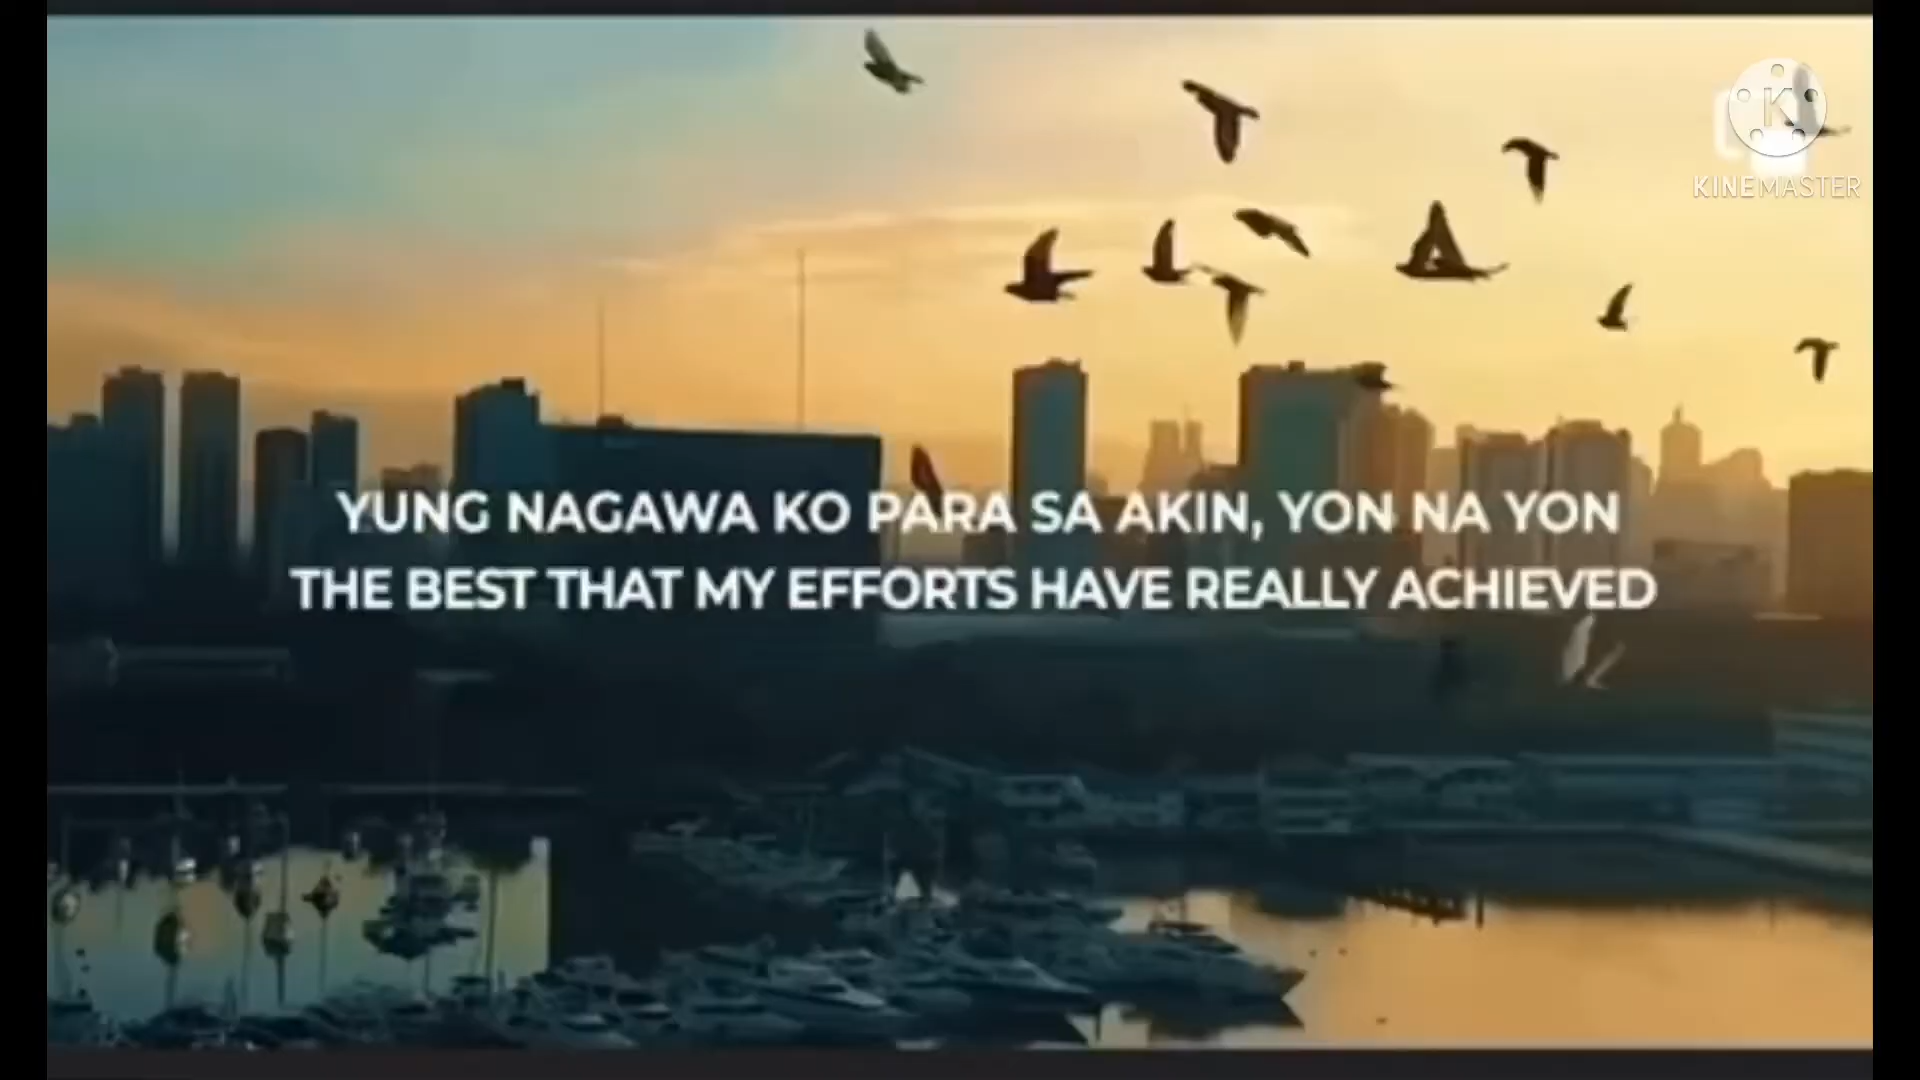 KINEMASTER
YUNG NAGAWA KO PARA SA AKIN, YON NA YON
THE BEST THAT MY EFFORTS HAVE REALLY ACHIEVED